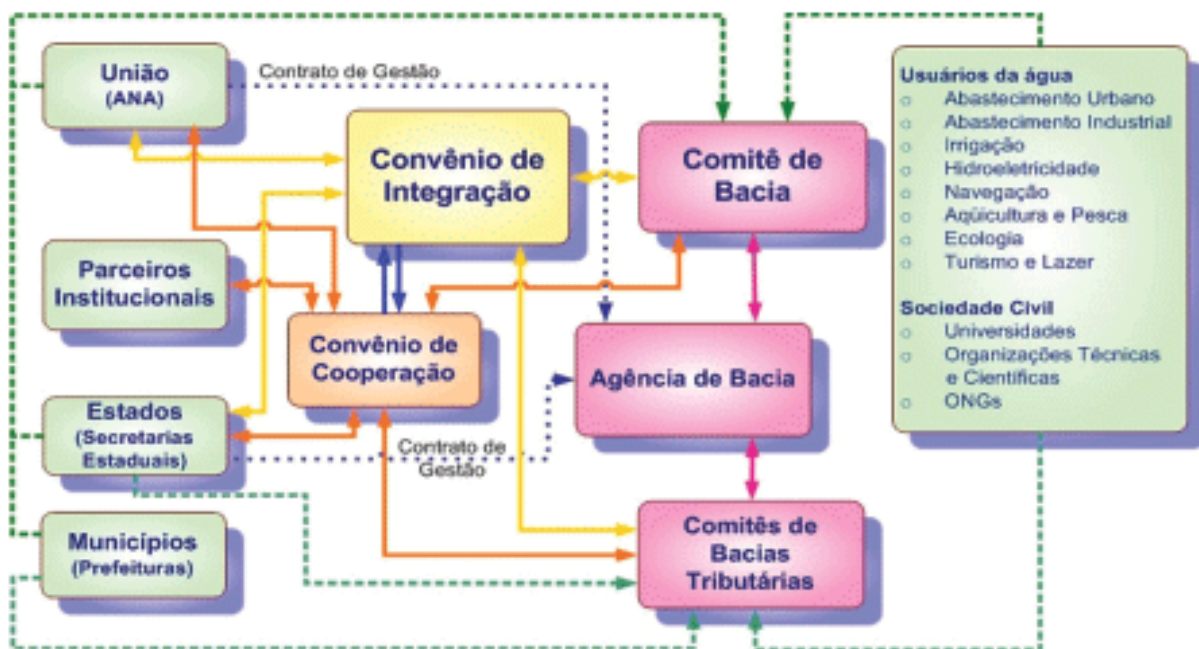 União
(ANA)
Contrato de Gestão
Convênio de
Integração
Comitê de
Bacia
Usuários da água
o Abastecimento Urbano
o Abastecimento Industrial
o Irrigação
o Hidroeletricidade
o Navegação
o Aqüicultura e Pesca
o Ecologia
o Turismo e Lazer
Sociedade Civil
o Universidades
o Organizações Técnicas
e Científicas
o ONGs
Parceiros
Institucionais
Convênio de
Cooperação
Agência de Bacia
Estados
(Secretarias
Estaduais)
Contrato de
Gestão
Municípios
(Prefeituras)
Comitês de
Bacias
Tributárias